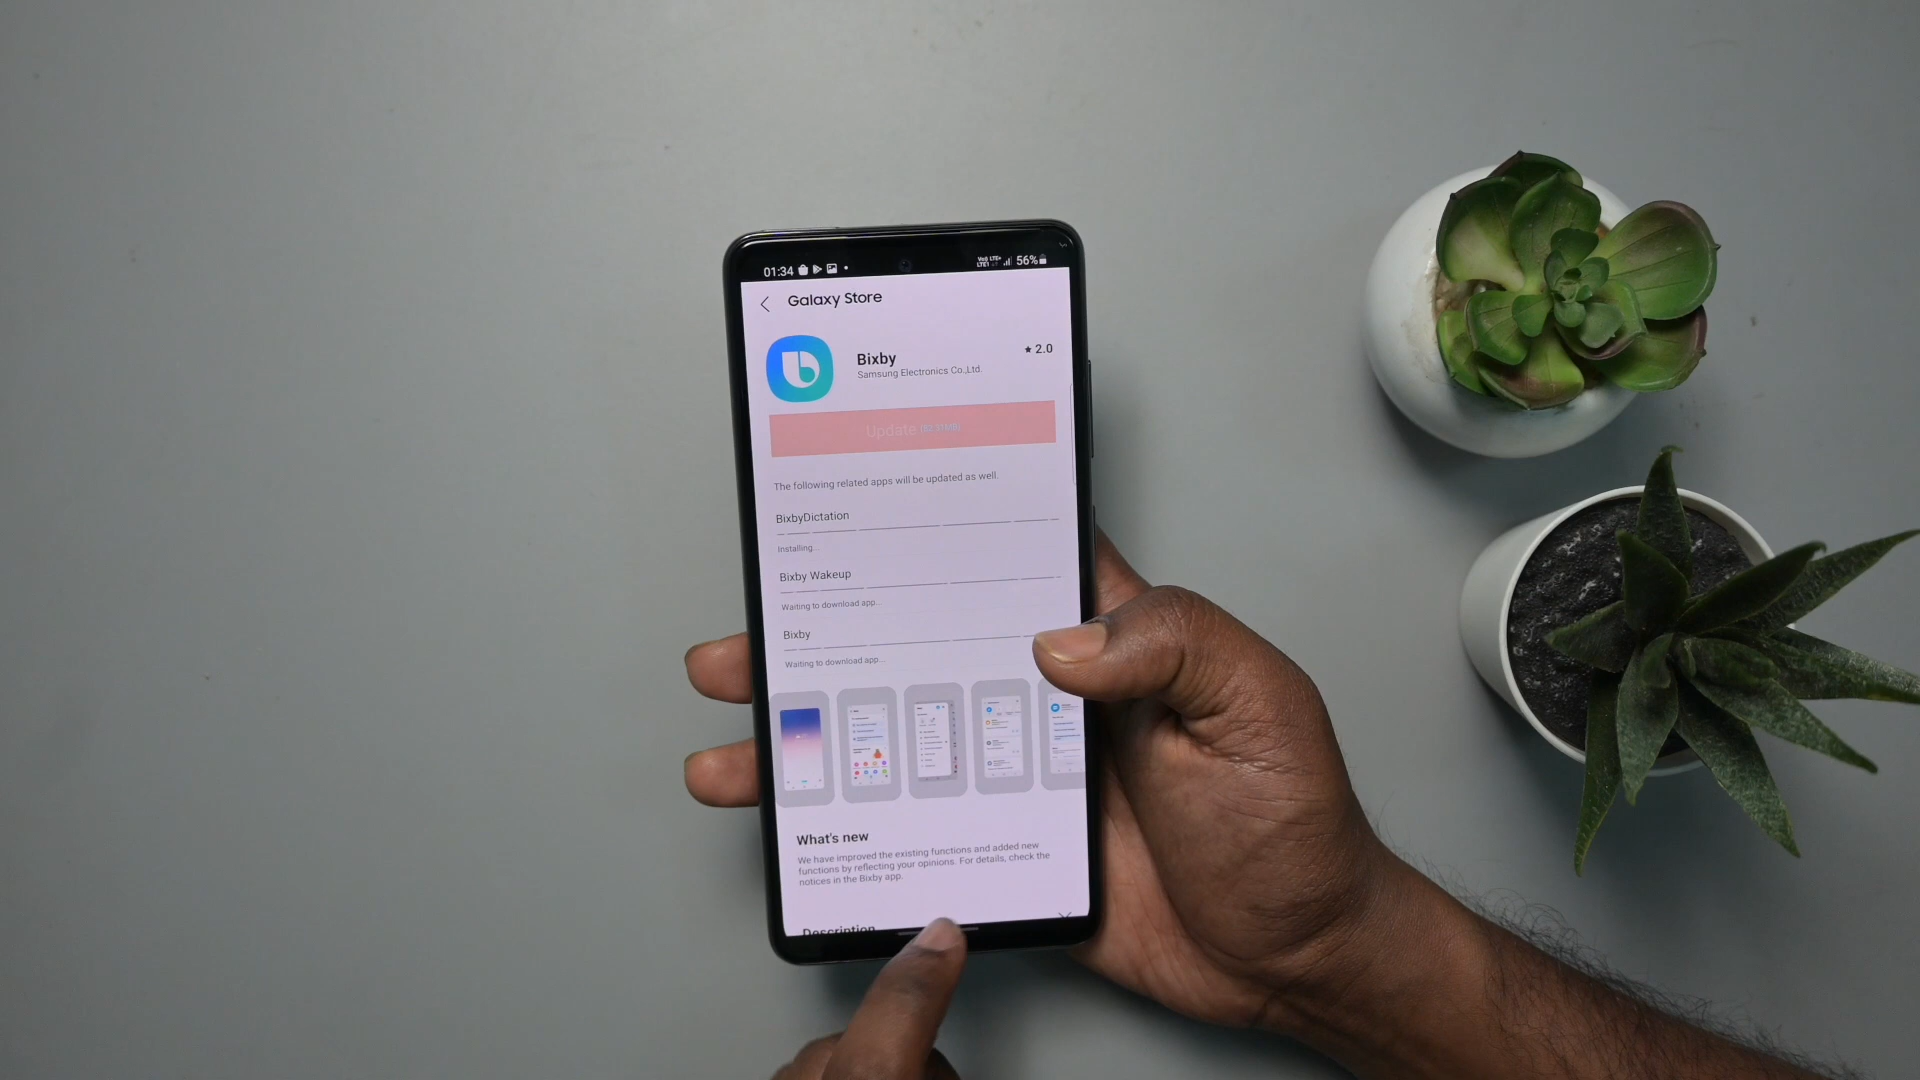 01:34
56%
Galaxy Store
Bixby
★ 2.0
Samsung Electronics Co.,Ltd.
Update
The following related apps will be updated as well.
BixbyDictation
Installing...
Bixby Wakeup
Waiting to download app...
Bixby
Waiting to download app...
What's new
We have improved the existing functions and added new
functions by reflecting your opinions. For details, check the
notices in the Bixby app.
Description